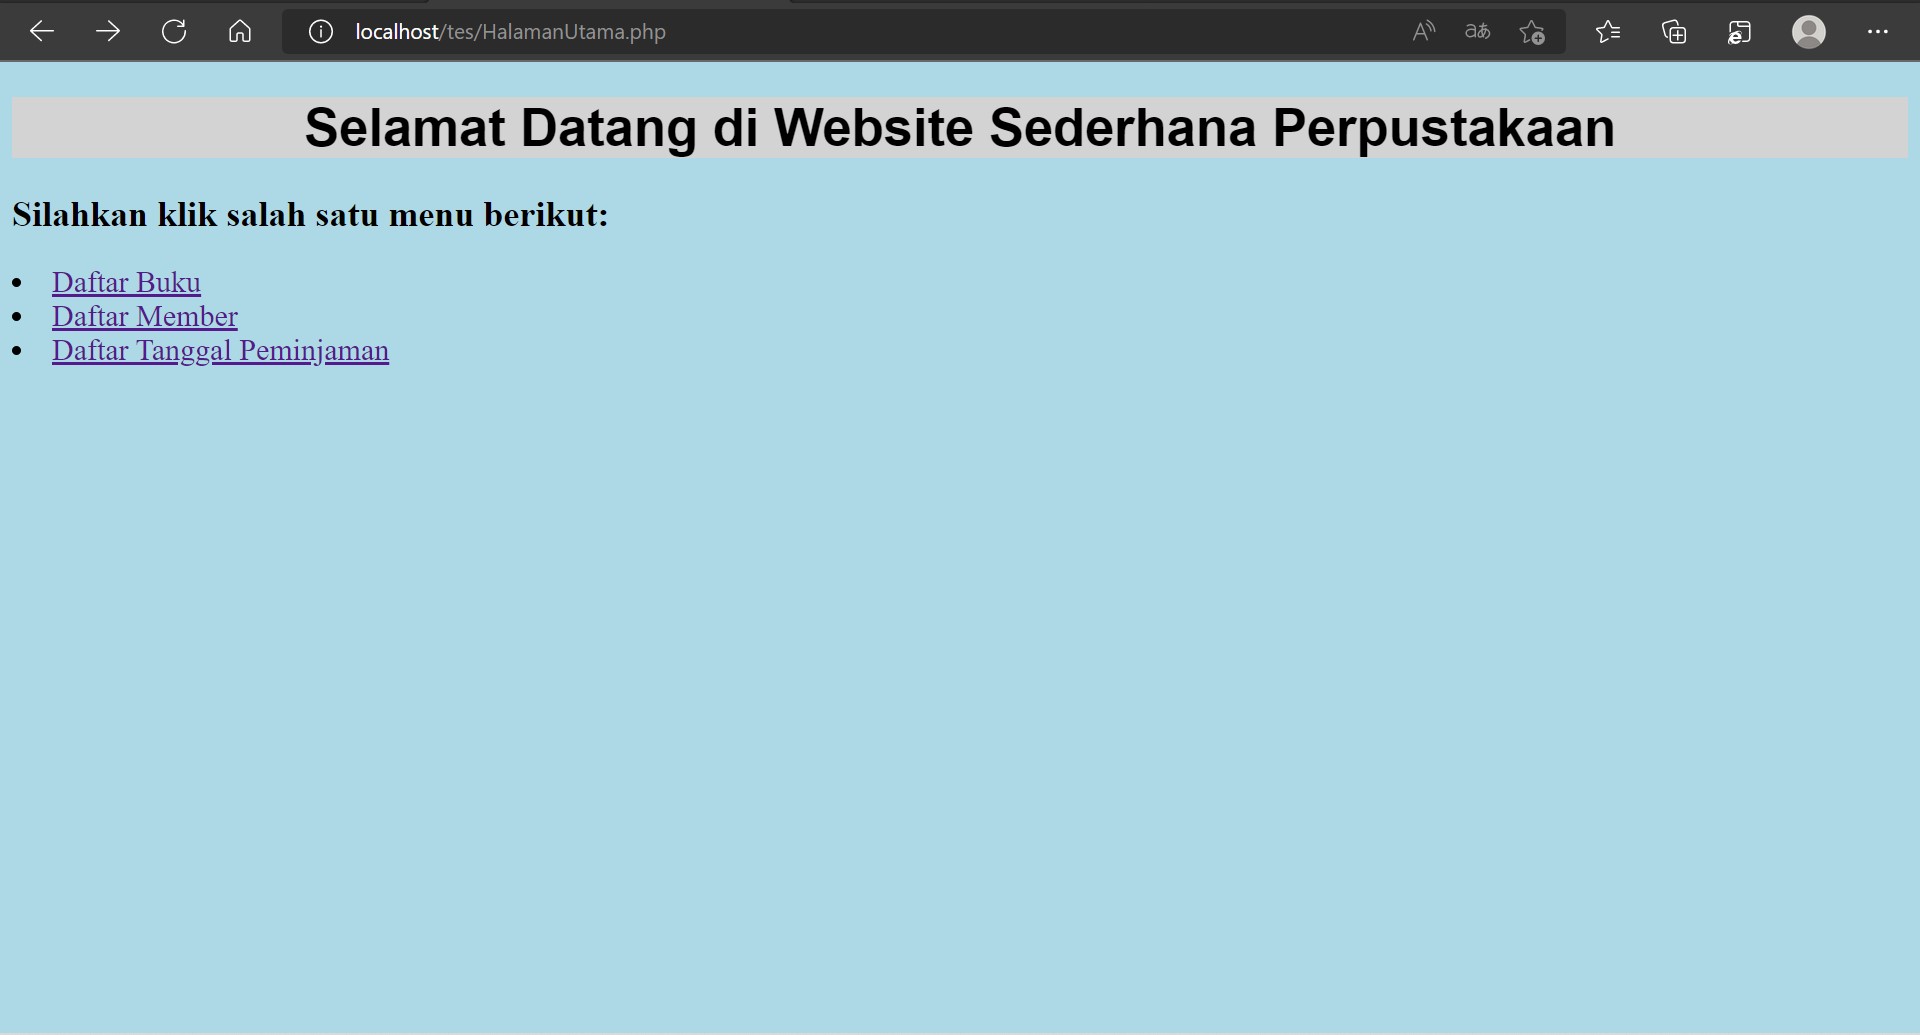 localhost/tes/HalamanUtama.php
Selamat Datang di Website Sederhana Perpustakaan
Silahkan klik salah satu menu berikut:
Daftar Buku
Daftar Member
Daftar Tanggal Peminjaman